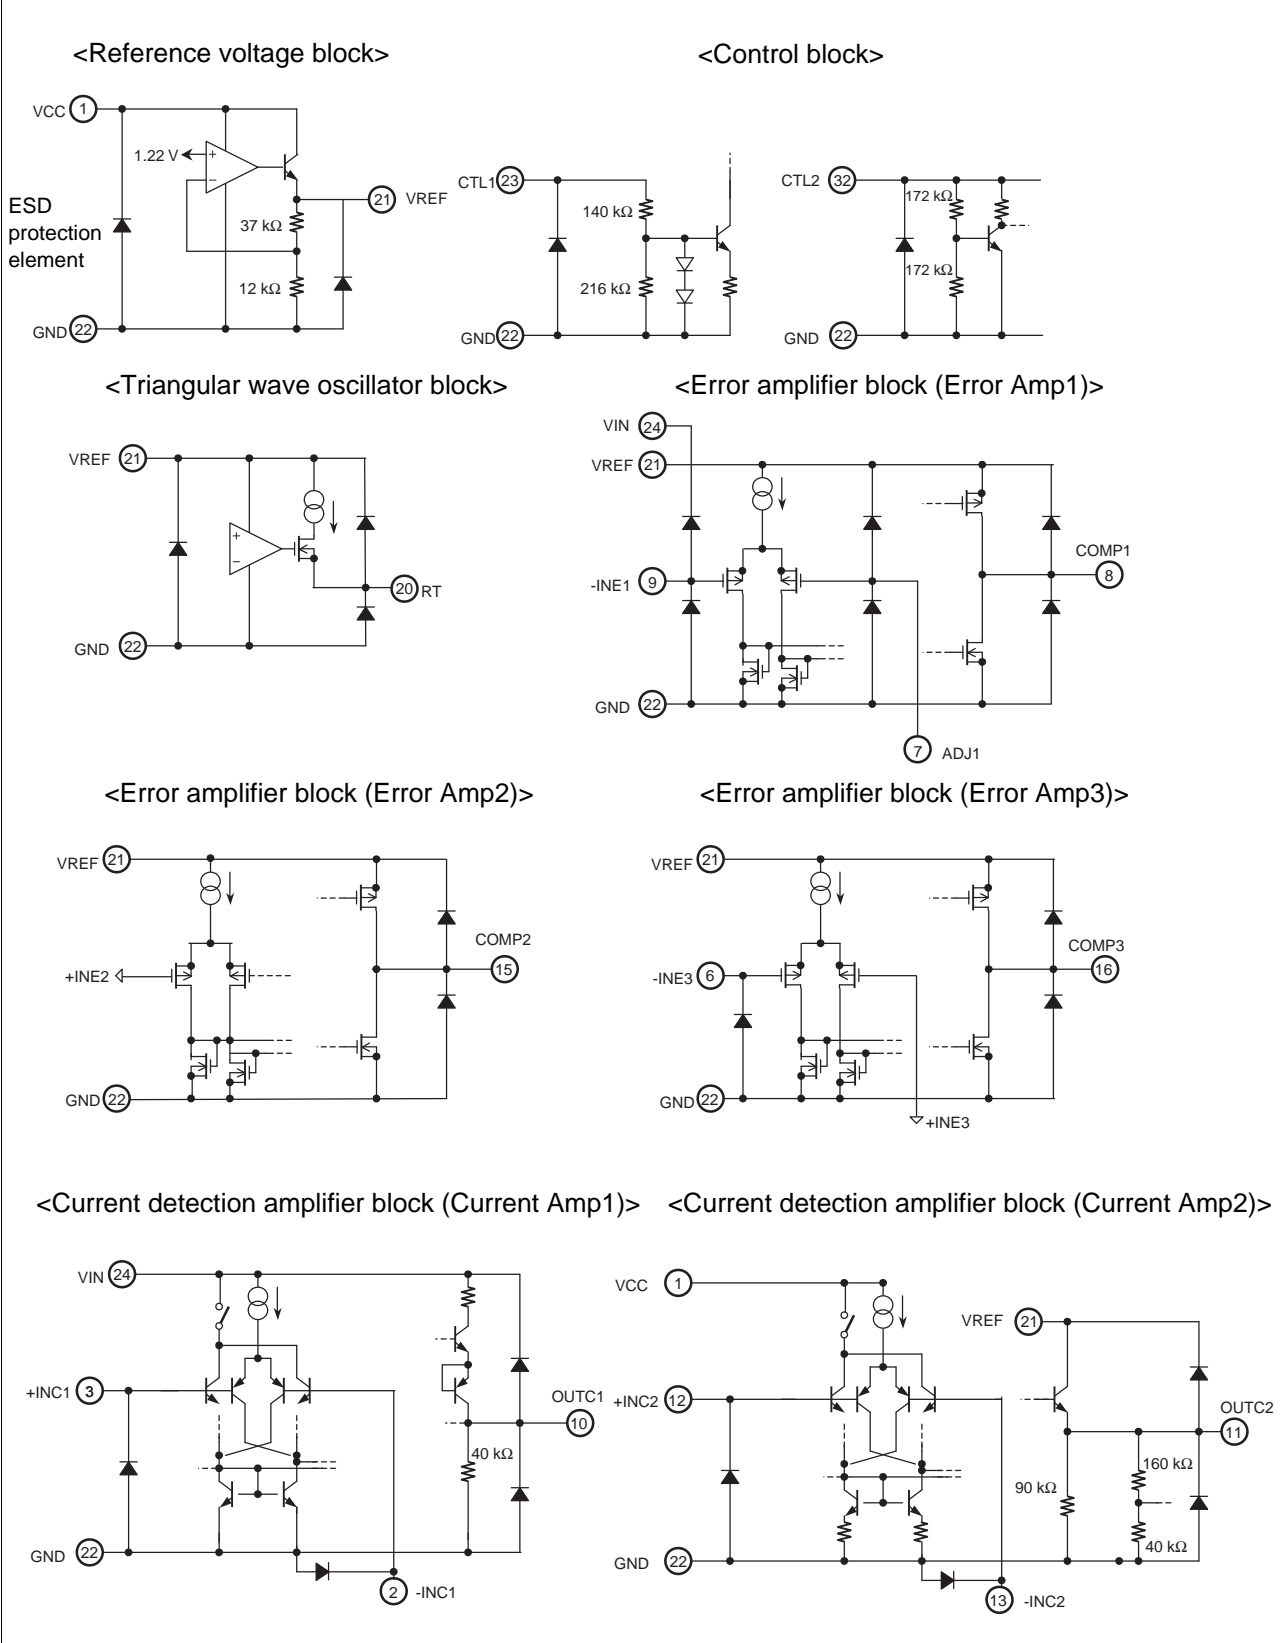 <Reference voltage block>
VCC 1
1.22 V
+
−
21 VREF
ESD
protection
element
37 kΩ
12 kΩ
GND 22
<Control block>
CTL1 23
140 kΩ
216 kΩ
GND 22
CTL2 32
172 kΩ
172 kΩ
GND 22
<Triangular wave oscillator block>
VREF 21
+
−
20 RT
GND 22
<Error amplifier block (Error Amp1)>
VIN 24
VREF 21
COMP1
-INE1 9
8
GND 22
7 ADJ1
<Error amplifier block (Error Amp2)>
VREF 21
COMP2
+INE2
15
GND 22
<Error amplifier block (Error Amp3)>
VREF 21
COMP3
-INE3 6
16
GND 22
+INE3
<Current detection amplifier block (Current Amp1)>
VIN 24
+INC1 3
OUTC1
10
40 kΩ
GND 22
2 -INC1
<Current detection amplifier block (Current Amp2)>
VCC 1
VREF 21
+INC2 12
OUTC2
11
160 kΩ
90 kΩ
40 kΩ
GND 22
13 -INC2